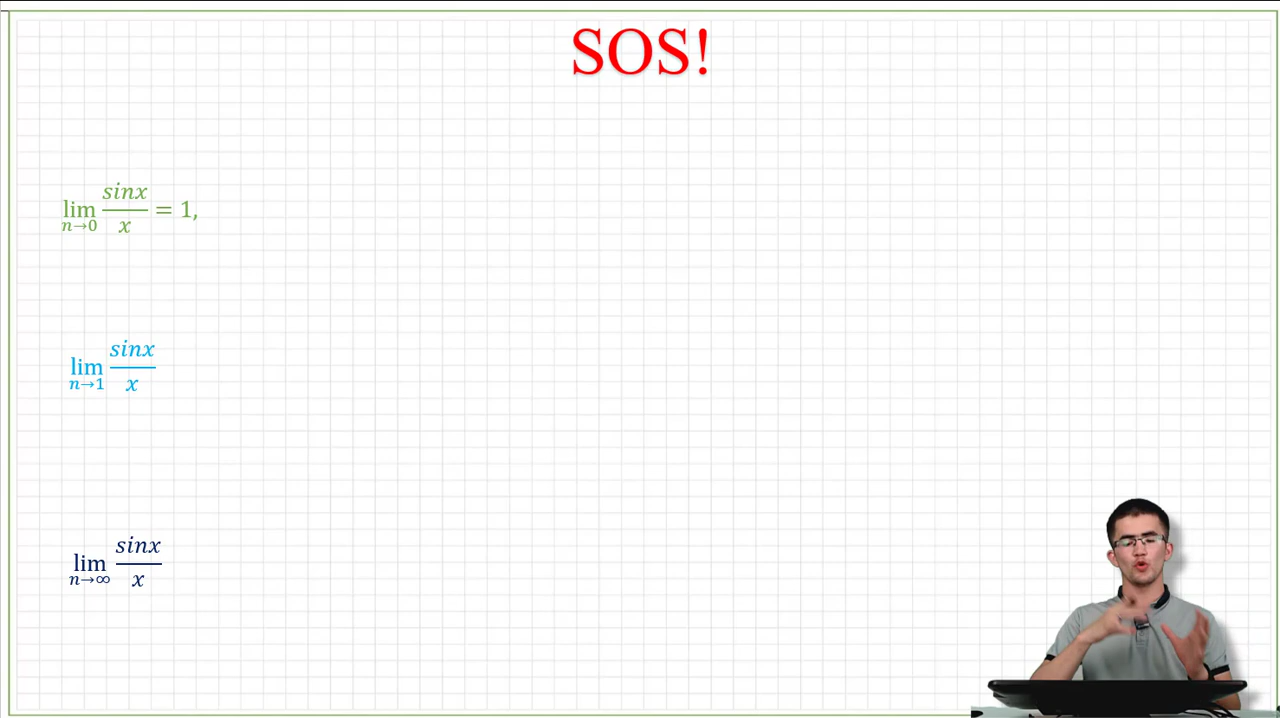 SOS!
lim n→0 sinx/x = 1,
lim n→1 sinx/x
lim n→∞ sinx/x